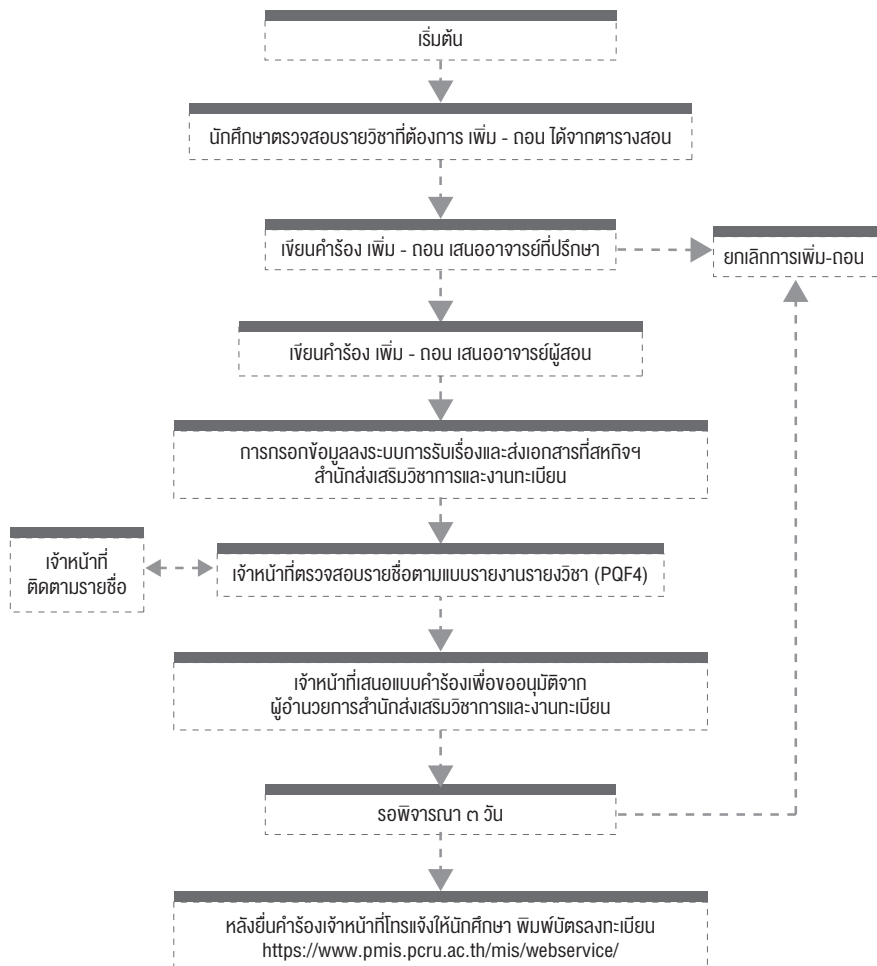 เริ่มต้น
นักศึกษาตรวจสอบรายวิชาที่ต้องการ เพิ่ม - ถอน ได้จากตารางสอน
เขียนคำร้อง เพิ่ม - ถอน เสนออาจารย์ที่ปรึกษา
ยกเลิกการเพิ่ม-ถอน
เขียนคำร้อง เพิ่ม - ถอน เสนออาจารย์ผู้สอน
การกรอกข้อมูลลงระบบการรับเรื่องและส่งเอกสารที่สหกิจฯ
สำนักส่งเสริมวิชาการและงานทะเบียน
เจ้าหน้าที่
ติดตามรายชื่อ
เจ้าหน้าที่ตรวจสอบรายชื่อตามแบบรายงานรายงวิชา (PQF4)
เจ้าหน้าที่เสนอแบบคำร้องเพื่อขออนุมัติจาก
ผู้อำนวยการสำนักส่งเสริมวิชาการและงานทะเบียน
รอพิจารณา ๓ วัน
หลังยื่นคำร้องเจ้าหน้าที่โทรแจ้งให้นักศึกษา พิมพ์บัตรลงทะเบียน
https://www.pmis.pcru.ac.th/mis/webservice/